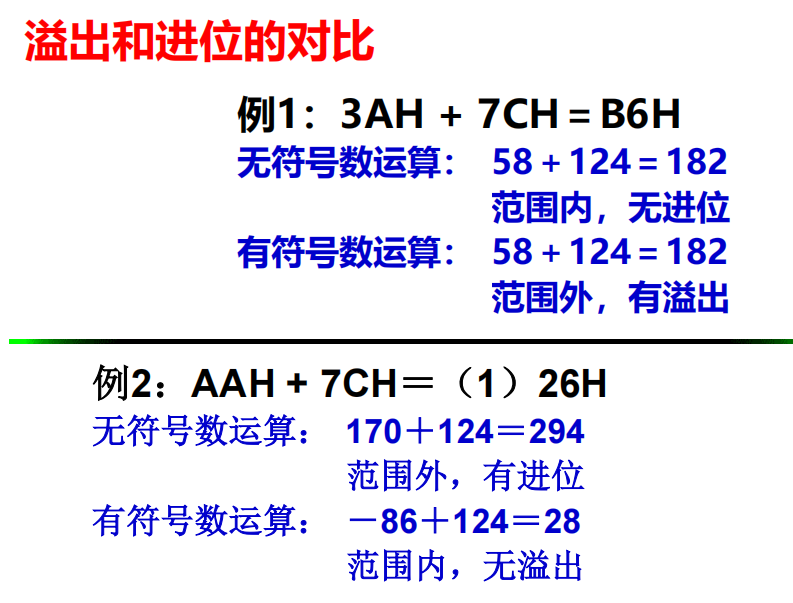 溢出和进位的对比
例1：3AH + 7CH＝B6H
无符号数运算： 58＋124＝182
范围内，无进位
有符号数运算： 58＋124＝182
范围外，有溢出
例2：AAH + 7CH＝（1）26H
无符号数运算： 170＋124＝294
范围外，有进位
有符号数运算： －86＋124＝28
范围内，无溢出